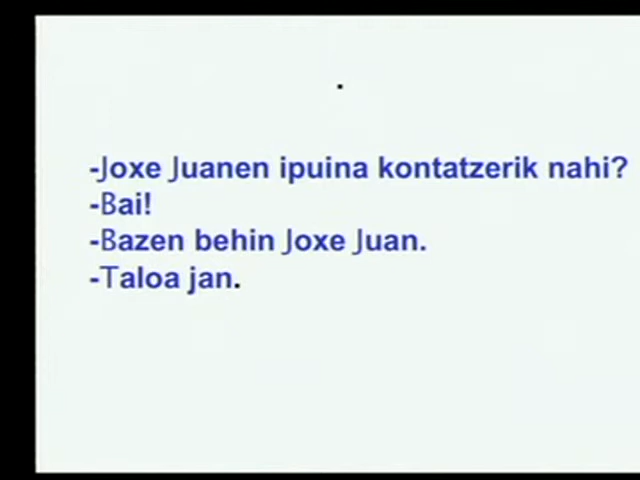 -Joxe Juanen ipuina kontatzerik nahi?
-Bai!
-Bazen behin Joxe Juan.
-Taloa jan.